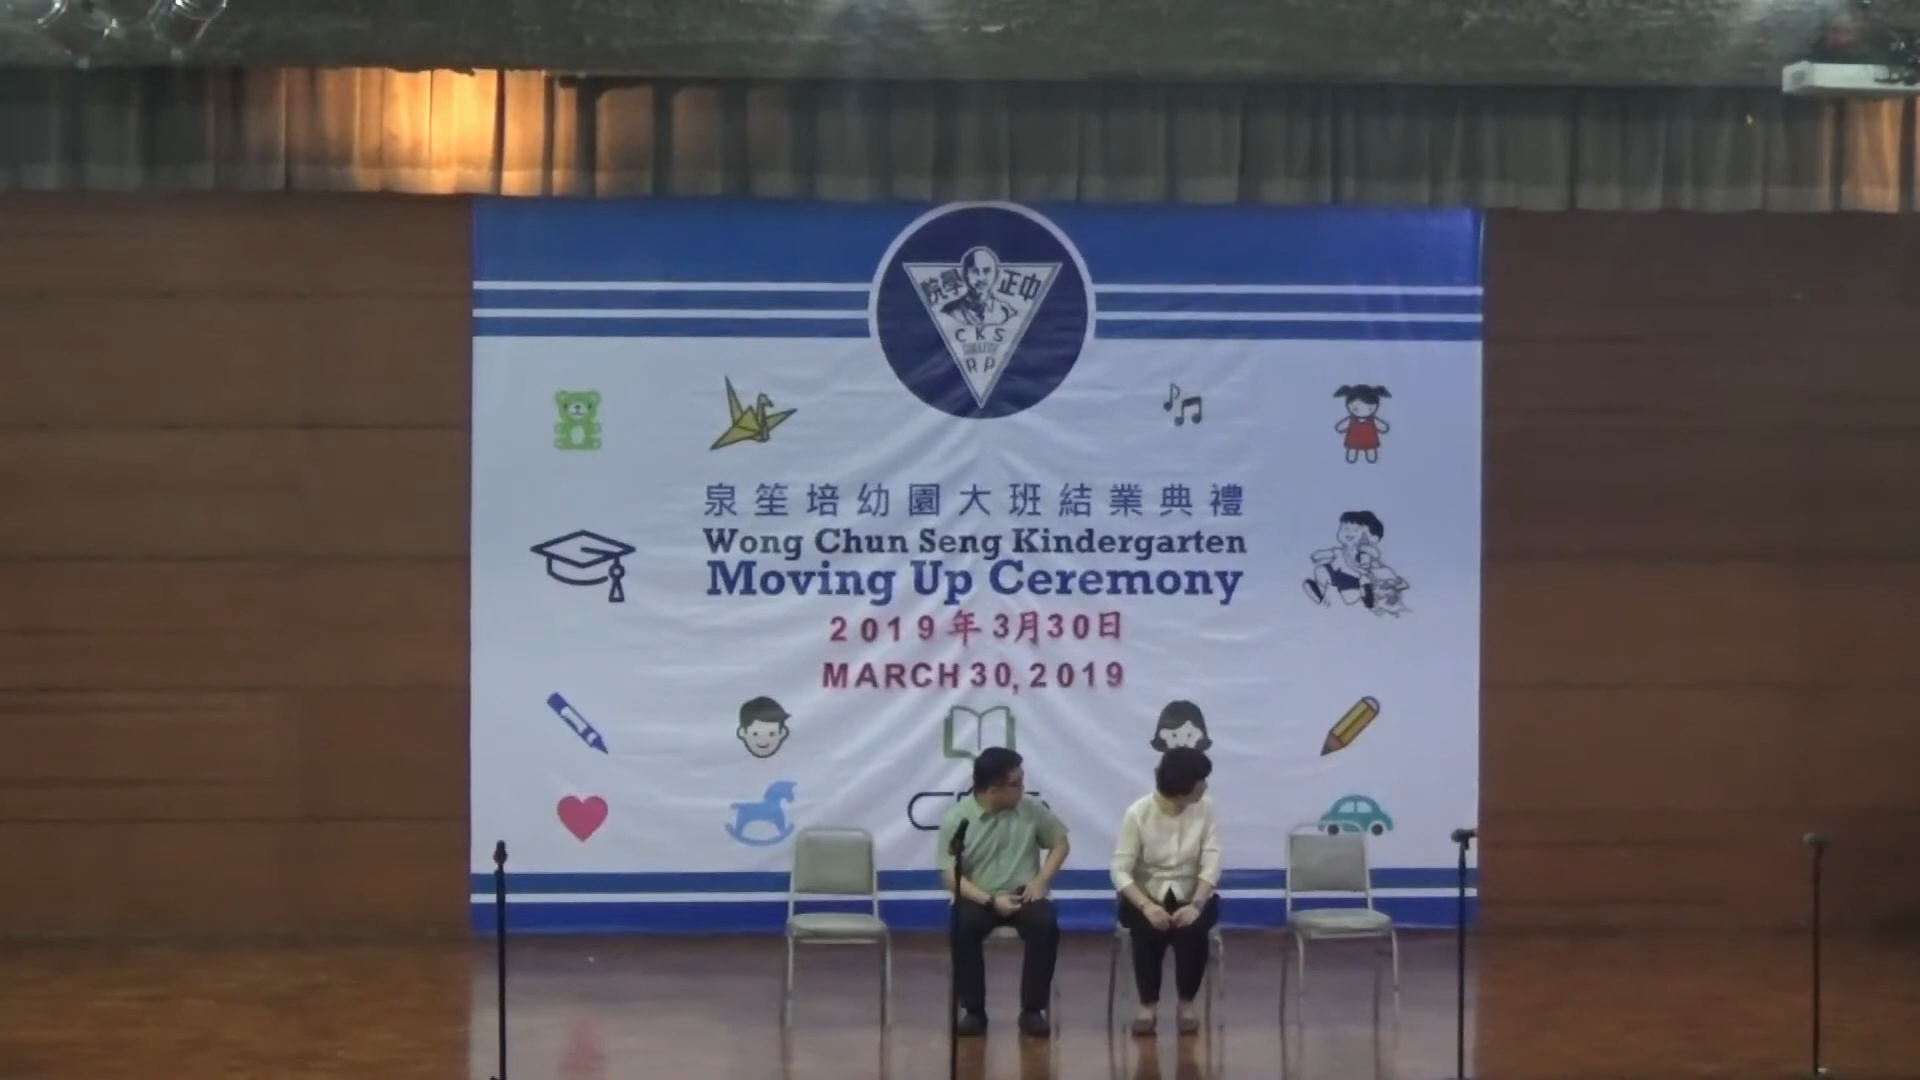 院學 正中
CKS
COLLEGE
RP
泉笙培幼園大班結業典禮
Wong Chun Seng Kindergarten
Moving Up Ceremony
2019年3月30日
MARCH 30, 2019